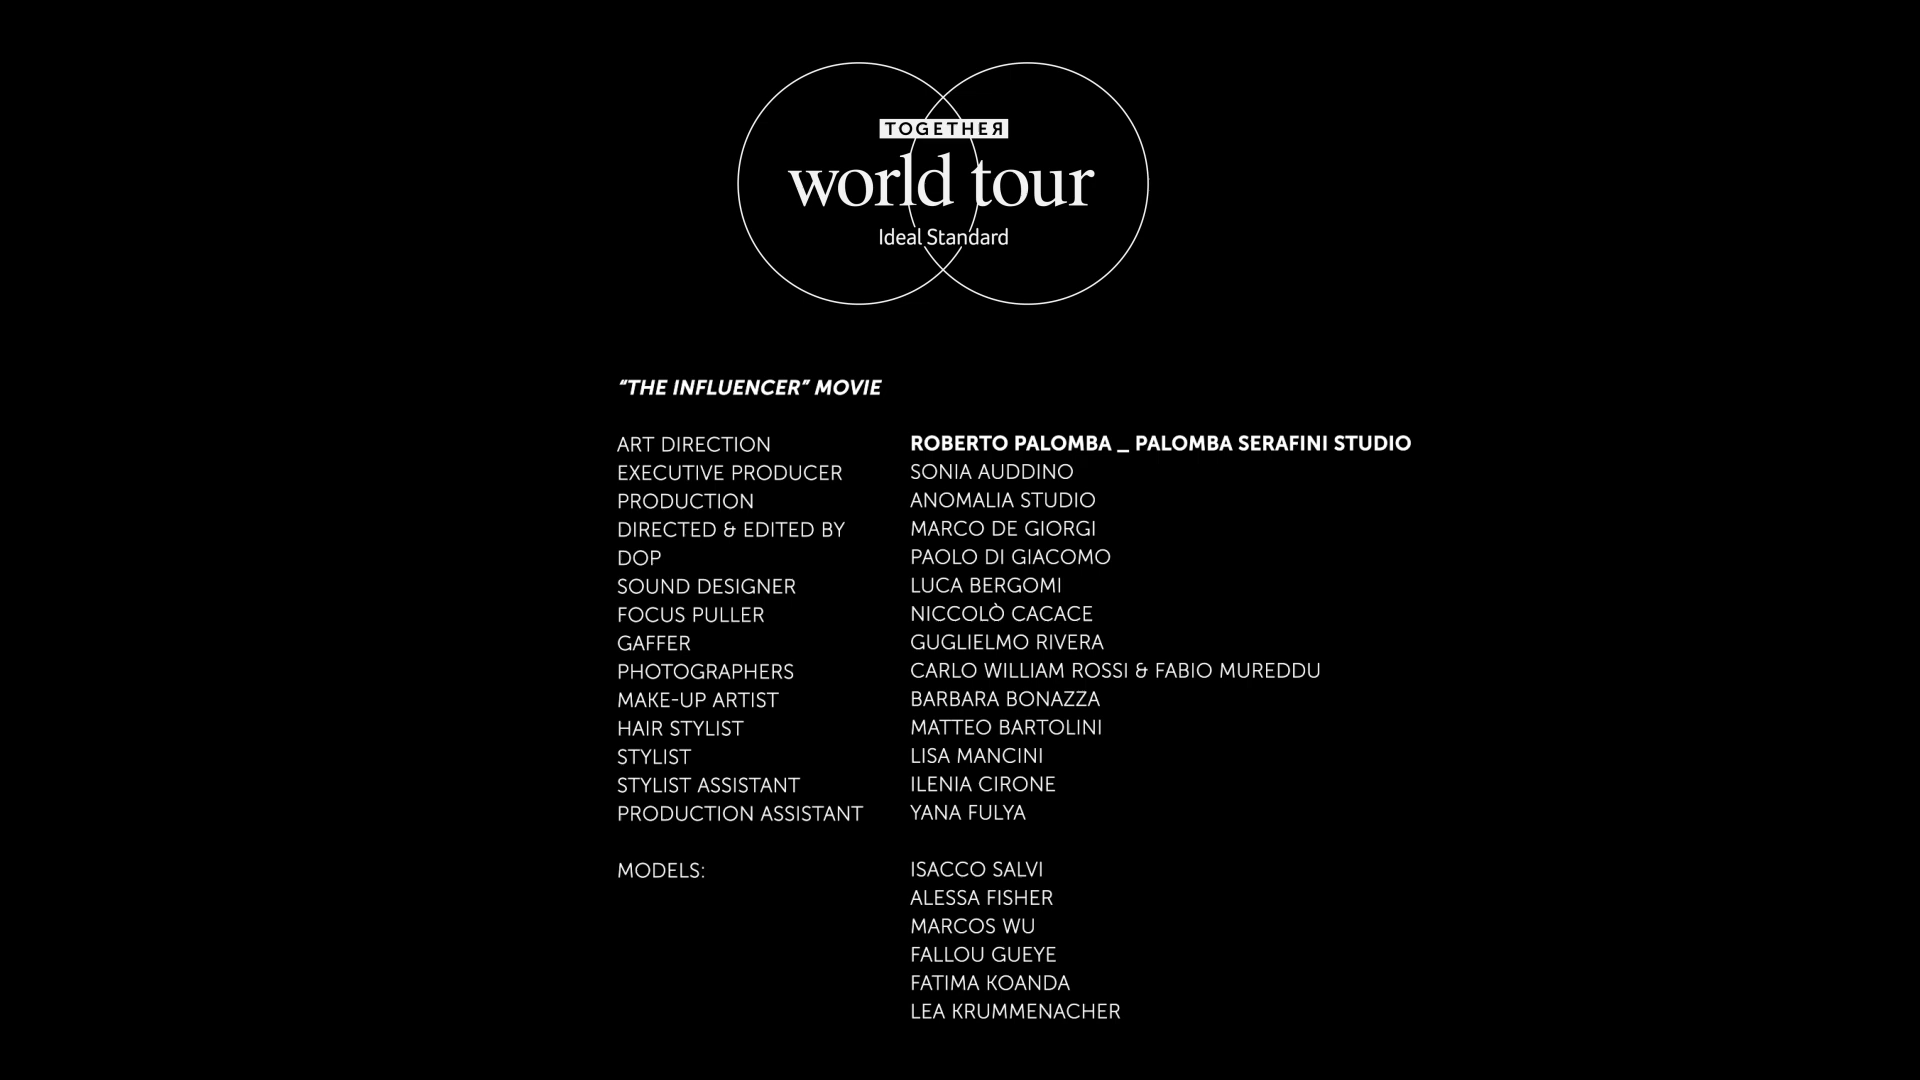 TOGETHEЯ
world tour
Ideal Standard
“THE INFLUENCER” MOVIE
ART DIRECTION ROBERTO PALOMBA _ PALOMBA SERAFINI STUDIO
EXECUTIVE PRODUCER SONIA AUDDINO
PRODUCTION ANOMALIA STUDIO
DIRECTED & EDITED BY MARCO DE GIORGI
DOP PAOLO DI GIACOMO
SOUND DESIGNER LUCA BERGOMI
FOCUS PULLER NICCOLÒ CACACE
GAFFER GUGLIELMO RIVERA
PHOTOGRAPHERS CARLO WILLIAM ROSSI & FABIO MUREDDU
MAKE-UP ARTIST BARBARA BONAZZA
HAIR STYLIST MATTEO BARTOLINI
STYLIST LISA MANCINI
STYLIST ASSISTANT ILENIA CIRONE
PRODUCTION ASSISTANT YANA FULYA
MODELS: ISACCO SALVI
ALESSA FISHER
MARCOS WU
FALLOU GUEYE
FATIMA KOANDA
LEA KRUMMENACHER